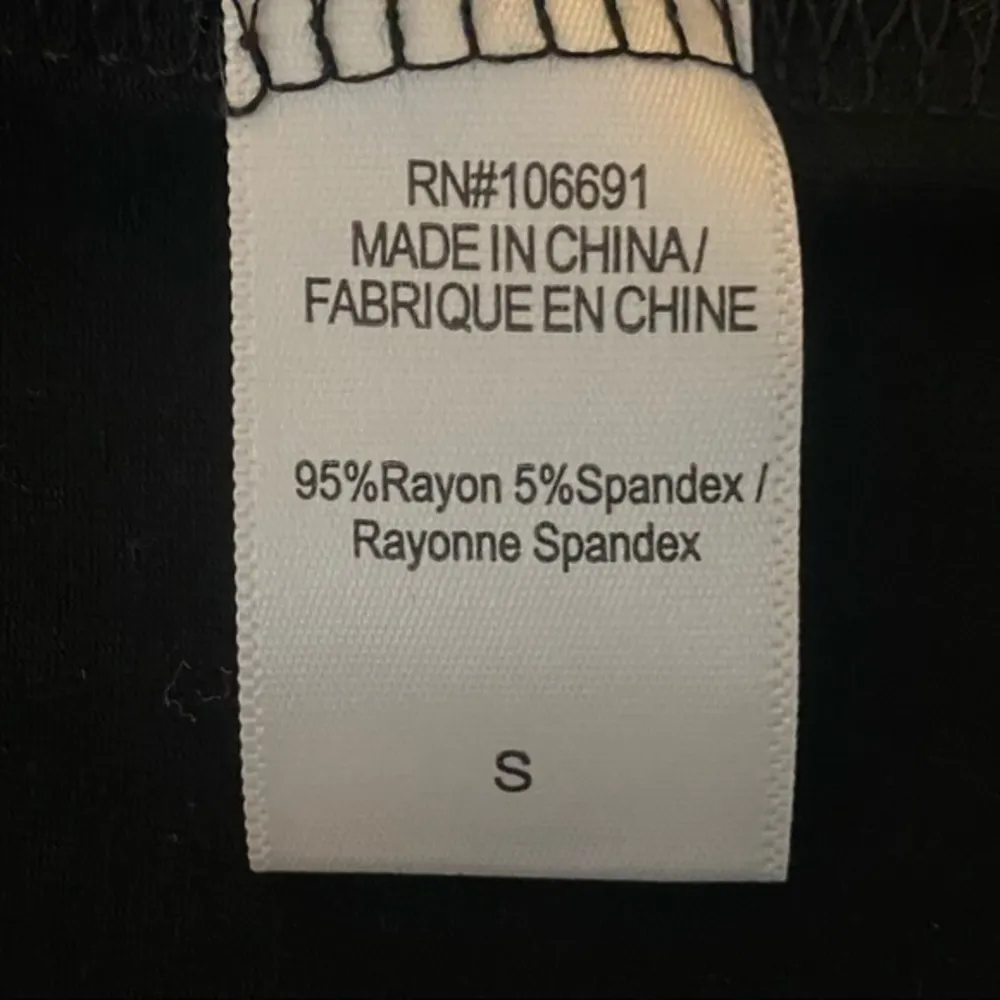 RN#106691
MADE IN CHINA/
FABRIQUE EN CHINE
95%Rayon 5%Spandex /
Rayonne Spandex
S